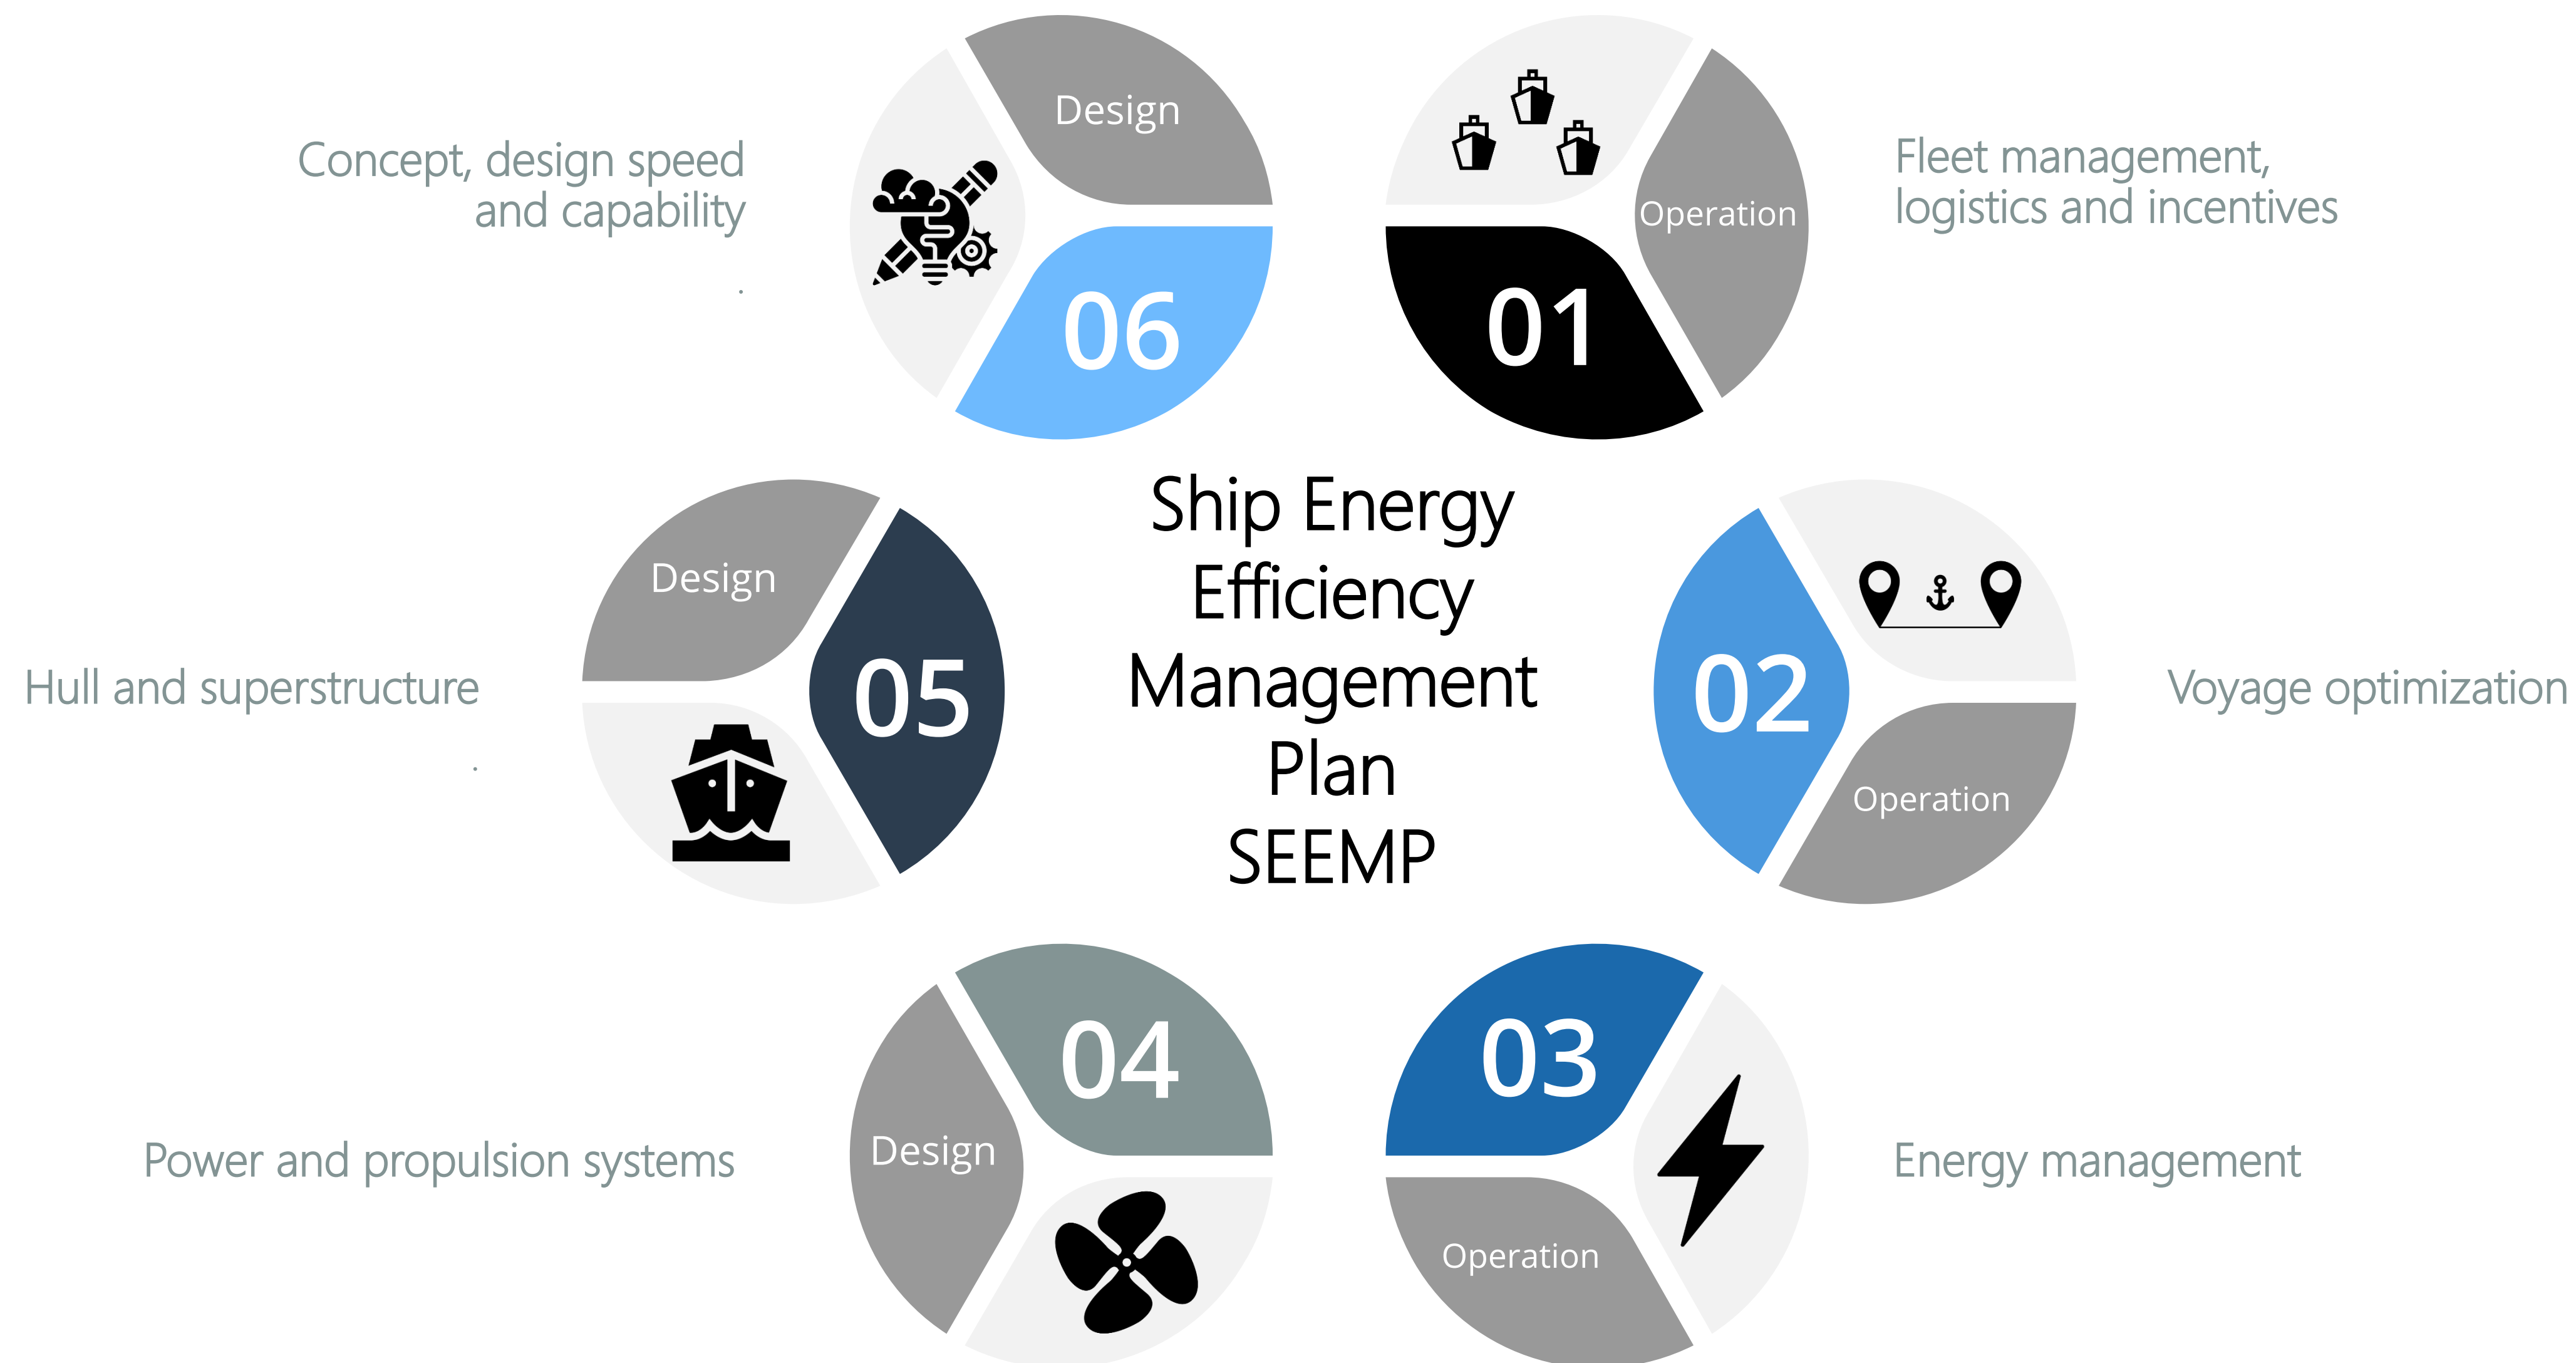 Ship Energy
Efficiency
Management
Plan
SEEMP
01
Operation
Fleet management,
logistics and incentives
02
Operation
Voyage optimization
03
Operation
Energy management
04
Design
Power and propulsion systems
05
Design
Hull and superstructure
.
06
Design
Concept, design speed
and capability
.